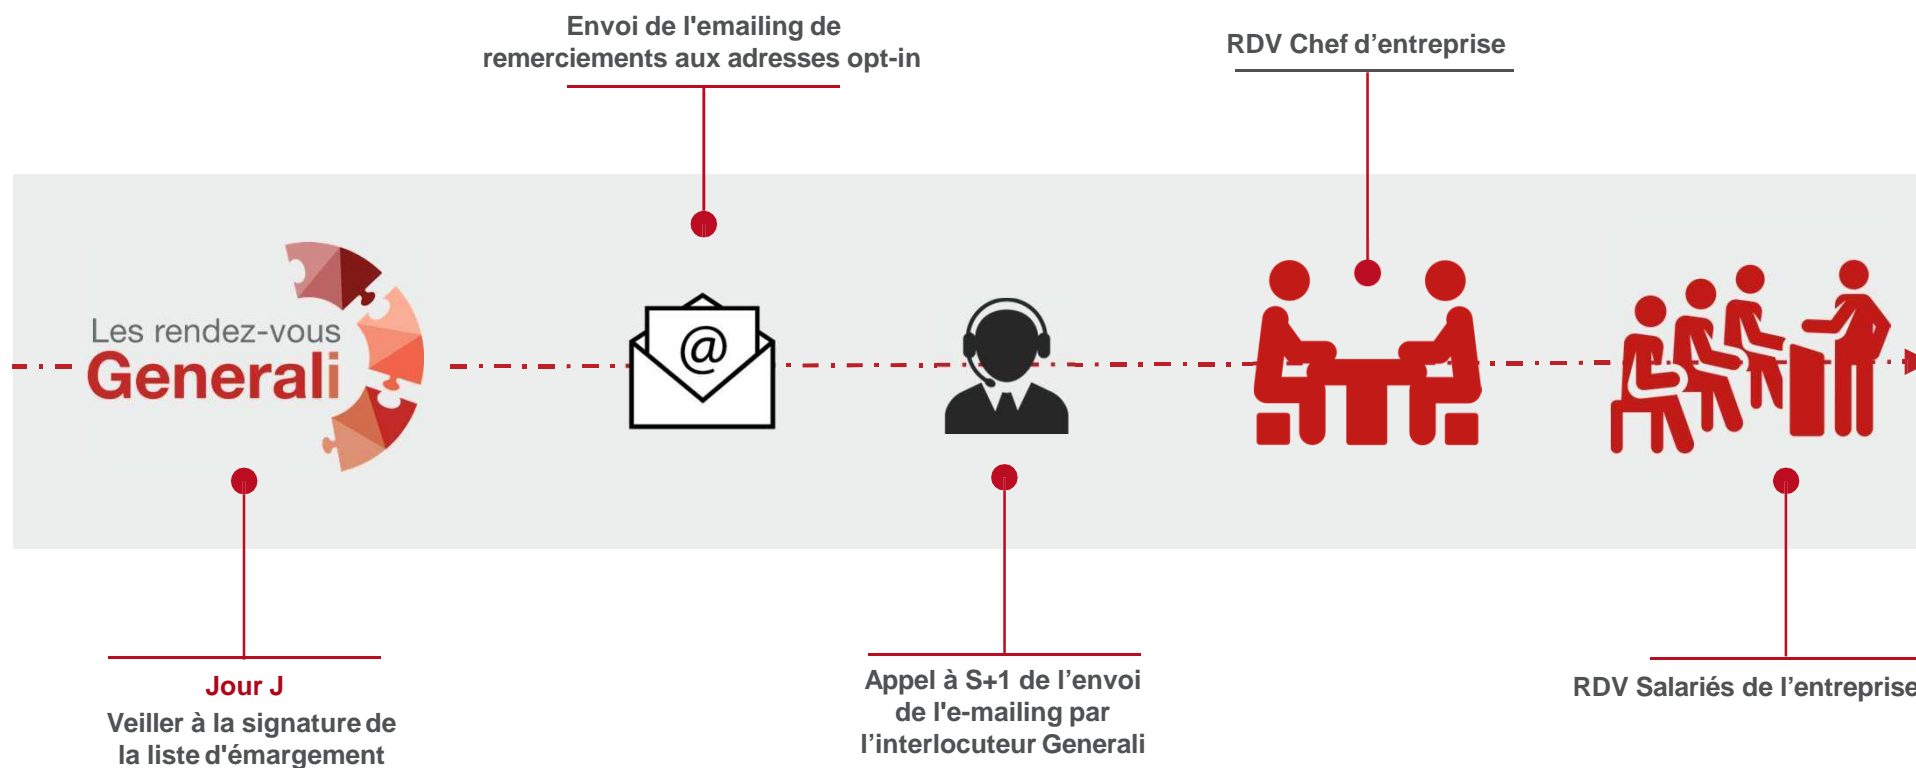 Envoi de l'emailing de
remerciements aux adresses opt-in
RDV Chef d’entreprise
Les rendez-vous
Generali
@
Jour J
Veiller à la signature de
la liste d'émargement
Appel à S+1 de l’envoi
de l'e-mailing par
l’interlocuteur Generali
RDV Salariés de l’entreprise